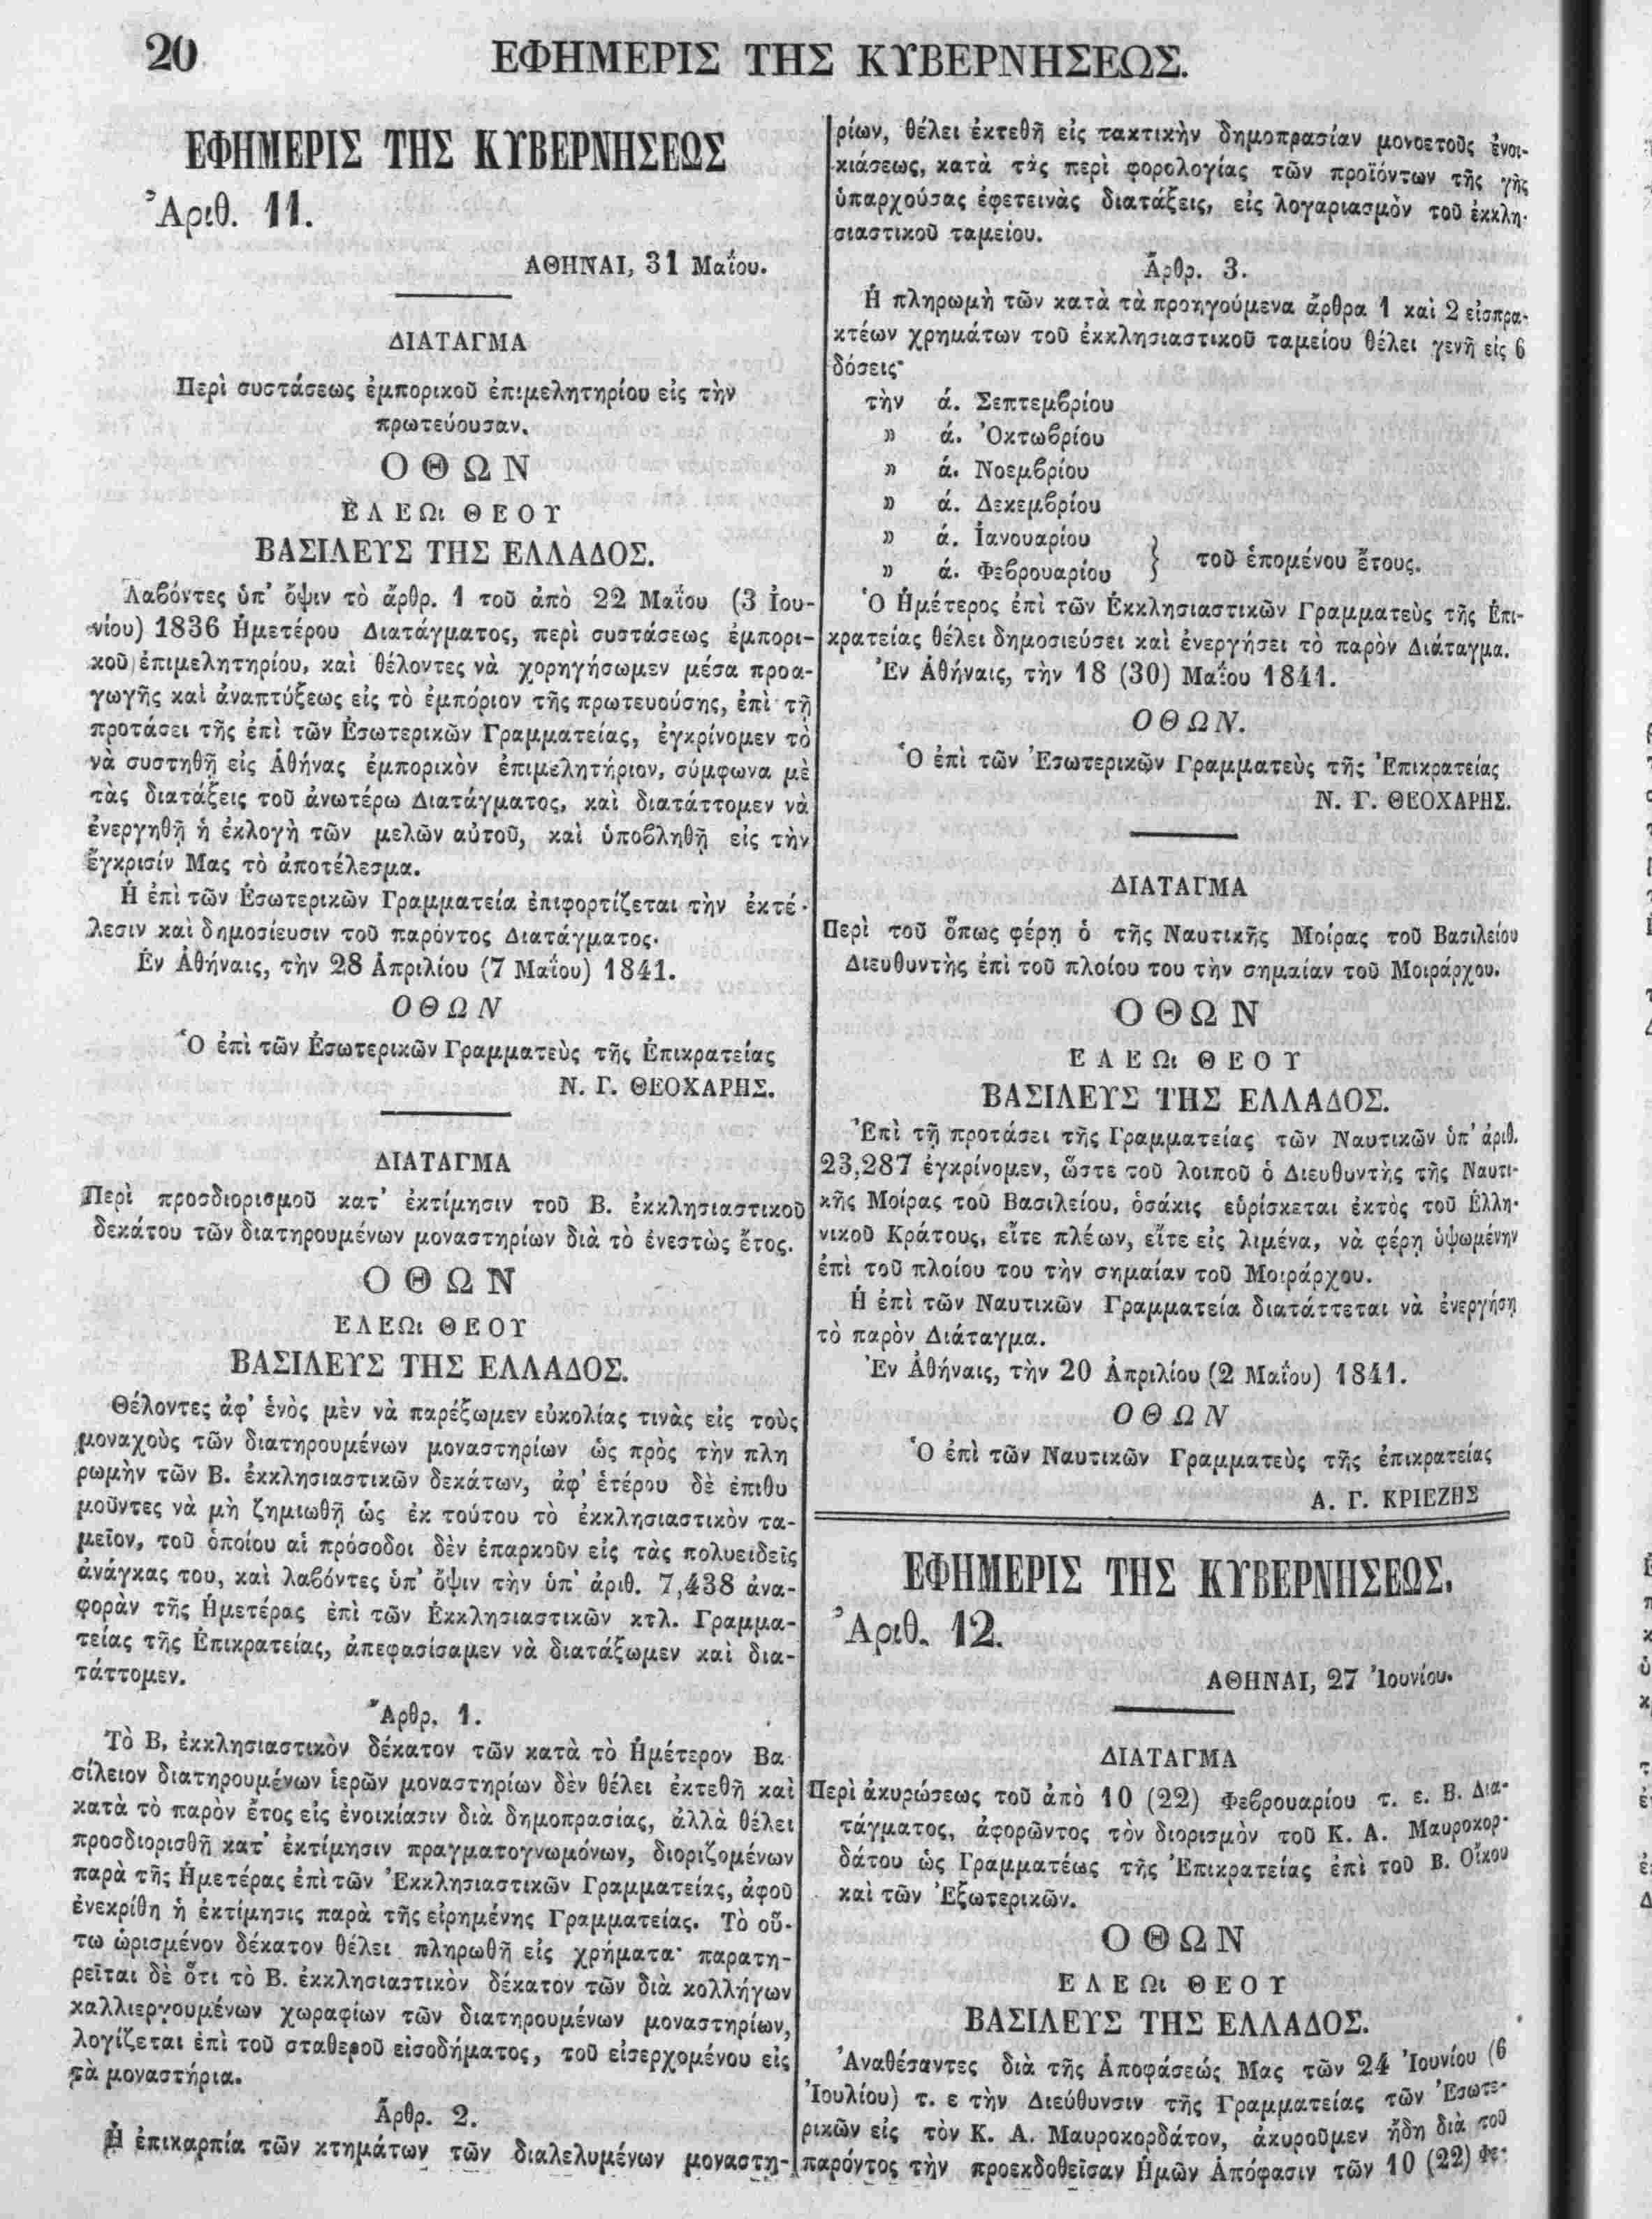 20
ΕΦΗΜΕΡΙΣ ΤΗΣ ΚΥΒΕΡΝΗΣΕΩΣ.
ΕΦΗΜΕΡΙΣ ΤΗΣ ΚΥΒΕΡΝΗΣΕΩΣ
Ἀριθ. 11.
ΑΘΗΝΑΙ, 31 Μαΐου.
ΔΙΑΤΑΓΜΑ
Περὶ συστάσεως ἐμπορικοῦ ἐπιμελητηρίου εἰς τὴν
πρωτεύουσαν.
ΟΘΩΝ
ἘΛΕΩι ΘΕΟΥ
ΒΑΣΙΛΕΥΣ ΤΗΣ ΕΛΛΑΔΟΣ.
Λαβόντες ὑπ' ὄψιν τὸ ἄρθρ. 1 τοῦ ἀπὸ 22 Μαΐου (3 Ἰου-
νίου) 1836 Ἡμετέρου Διατάγματος, περὶ συστάσεως ἐμπορι-
κοῦ ἐπιμελητηρίου, καὶ θέλοντες νὰ χορηγήσωμεν μέσα προα-
γωγῆς καὶ ἀναπτύξεως εἰς τὸ ἐμπόριον τῆς πρωτευούσης, ἐπὶ τῇ
προτάσει τῆς ἐπὶ τῶν Ἐσωτερικῶν Γραμματείας, ἐγκρίνομεν τὸ
νὰ συστηθῇ εἰς Ἀθήνας ἐμπορικὸν ἐπιμελητήριον, σύμφωνα μὲ
τὰς διατάξεις τοῦ ἀνωτέρω Διατάγματος, καὶ διατάττομεν νὰ
ἐνεργηθῇ ἡ ἐκλογὴ τῶν μελῶν αὐτοῦ, καὶ ὑποβληθῇ εἰς τὴν
ἔγκρισίν Μας τὸ ἀποτέλεσμα.
Ἡ ἐπὶ τῶν Ἐσωτερικῶν Γραμματεία ἐπιφορτίζεται τὴν ἐκτέ-
λεσιν καὶ δημοσίευσιν τοῦ παρόντος Διατάγματος.
Ἐν Ἀθήναις, τὴν 28 Ἀπριλίου (7 Μαΐου) 1841.
ΟΘΩΝ
Ὁ ἐπὶ τῶν Ἐσωτερικῶν Γραμματεὺς τῆς Ἐπικρατείας
Ν. Γ. ΘΕΟΧΑΡΗΣ.
ΔΙΑΤΑΓΜΑ
Περὶ προσδιορισμοῦ κατ' ἐκτίμησιν τοῦ Β. ἐκκλησιαστικοῦ
δεκάτου τῶν διατηρουμένων μοναστηρίων διὰ τὸ ἐνεστὼς ἔτος.
ΟΘΩΝ
ΕΛΕΩι ΘΕΟΥ
ΒΑΣΙΛΕΥΣ ΤΗΣ ΕΛΛΑΔΟΣ.
Θέλοντες ἀφ' ἑνὸς μὲν νὰ παρέξωμεν εὐκολίας τινὰς εἰς τοὺς
μοναχοὺς τῶν διατηρουμένων μοναστηρίων ὡς πρὸς τὴν πλη
ρωμὴν τῶν Β. ἐκκλησιαστικῶν δεκάτων, ἀφ' ἑτέρου δὲ ἐπιθυ
μοῦντες νὰ μὴ ζημιωθῇ ὡς ἐκ τούτου τὸ ἐκκλησιαστικὸν τα-
μεῖον, τοῦ ὁποίου αἱ πρόσοδοι δὲν ἐπαρκοῦν εἰς τὰς πολυειδεῖς
ἀνάγκας του, καὶ λαβόντες ὑπ' ὄψιν τὴν ὑπ' ἀριθ. 7,438 ἀνα-
φορὰν τῆς Ἡμετέρας ἐπὶ τῶν Ἐκκλησιαστικῶν κτλ. Γραμμα-
τείας τῆς Ἐπικρατείας, ἀπεφασίσαμεν νὰ διατάξωμεν καὶ δια-
τάττομεν.
Ἄρθρ. 1.
Τὸ Β. ἐκκλησιαστικὸν δέκατον τῶν κατὰ τὸ Ἡμέτερον Βα
σίλειον διατηρουμένων ἱερῶν μοναστηρίων δὲν θέλει ἐκτεθῆ καὶ
κατὰ τὸ παρὸν ἔτος εἰς ἐνοικίασιν διὰ δημοπρασίας, ἀλλὰ θέλει
προσδιορισθῆ κατ' ἐκτίμησιν πραγματογνωμόνων, διοριζομένων
παρὰ τῆς Ἡμετέρας ἐπὶ τῶν Ἐκκλησιαστικῶν Γραμματείας, ἀφοῦ
ἐνεκρίθη ἡ ἐκτίμησις παρὰ τῆς εἰρημένης Γραμματείας. Τὸ οὕ-
τω ὡρισμένον δέκατον θέλει πληρωθῆ εἰς χρήματα· παρατη-
ρεῖται δὲ ὅτι τὸ Β. ἐκκλησιαστικὸν δέκατον τῶν διὰ κολλήγων
καλλιεργουμένων χωραφίων τῶν διατηρουμένων μοναστηρίων,
λογίζεται ἐπὶ τοῦ σταθεροῦ εἰσοδήματος, τοῦ εἰσερχομένου εἰς
τὰ μοναστήρια.
Ἄρθρ. 2.
Ἡ ἐπικαρπία τῶν κτημάτων τῶν διαλελυμένων μοναστη-
ρίων, θέλει ἐκτεθῆ εἰς τακτικὴν δημοπρασίαν μονοετοῦς ἐνοι-
κιάσεως, κατὰ τὰς περὶ φορολογίας τῶν προϊόντων τῆς γῆς
ὑπαρχούσας ἐφετεινὰς διατάξεις, εἰς λογαριασμὸν τοῦ ἐκκλη-
σιαστικοῦ ταμείου.
Ἄρθρ. 3.
Ἡ πληρωμὴ τῶν κατὰ τὰ προηγούμενα ἄρθρα 1 καὶ 2 εἰσπρα-
κτέων χρημάτων τοῦ ἐκκλησιαστικοῦ ταμείου θέλει γενῆ εἰς 6
δόσεις·
τὴν ά. Σεπτεμβρίου
» ά. Ὀκτωβρίου
» ά. Νοεμβρίου
» ά. Δεκεμβρίου
» ά. Ἰανουαρίου
» ά. Φεβρουαρίου } τοῦ ἑπομένου ἔτους.
Ὁ Ἡμέτερος ἐπὶ τῶν Ἐκκλησιαστικῶν Γραμματεὺς τῆς Ἐπι-
κρατείας θέλει δημοσιεύσει καὶ ἐνεργήσει τὸ παρὸν Διάταγμα.
Ἐν Ἀθήναις, τὴν 18 (30) Μαΐου 1841.
ΟΘΩΝ.
Ὁ ἐπὶ τῶν Ἐσωτερικῶν Γραμματεὺς τῆς Ἐπικρατείας
Ν. Γ. ΘΕΟΧΑΡΗΣ.
ΔΙΑΤΑΓΜΑ
Περὶ τοῦ ὅπως φέρῃ ὁ τῆς Ναυτικῆς Μοίρας τοῦ Βασιλείου
Διευθυντὴς ἐπὶ τοῦ πλοίου του τὴν σημαίαν τοῦ Μοιράρχου.
ΟΘΩΝ
ΕΛΕΩι ΘΕΟΥ
ΒΑΣΙΛΕΥΣ ΤΗΣ ΕΛΛΑΔΟΣ.
Ἐπὶ τῇ προτάσει τῆς Γραμματείας τῶν Ναυτικῶν ὑπ' ἀριθ.
23,287 ἐγκρίνομεν, ὥστε τοῦ λοιποῦ ὁ Διευθυντὴς τῆς Ναυτι-
κῆς Μοίρας τοῦ Βασιλείου, ὁσάκις εὑρίσκεται ἐκτὸς τοῦ Ἑλλη-
νικοῦ Κράτους, εἴτε πλέων, εἴτε εἰς λιμένα, νὰ φέρῃ ὑψωμένην
ἐπὶ τοῦ πλοίου του τὴν σημαίαν τοῦ Μοιράρχου.
Ἡ ἐπὶ τῶν Ναυτικῶν Γραμματεία διατάττεται νὰ ἐνεργήσῃ
τὸ παρὸν Διάταγμα.
Ἐν Ἀθήναις, τὴν 20 Ἀπριλίου (2 Μαΐου) 1841.
ΟΘΩΝ
Ὁ ἐπὶ τῶν Ναυτικῶν Γραμματεὺς τῆς ἐπικρατείας
Α. Γ. ΚΡΙΕΖΗΣ
ΕΦΗΜΕΡΙΣ ΤΗΣ ΚΥΒΕΡΝΗΣΕΩΣ.
Ἀριθ. 12.
ΑΘΗΝΑΙ, 27 Ἰουνίου.
ΔΙΑΤΑΓΜΑ
Περὶ ἀκυρώσεως τοῦ ἀπὸ 10 (22) Φεβρουαρίου τ. ε. Β. Δια-
τάγματος, ἀφορῶντος τὸν διορισμὸν τοῦ Κ. Α. Μαυροκορ-
δάτου ὡς Γραμματέως τῆς Ἐπικρατείας ἐπὶ τοῦ Β. Οἴκου
καὶ τῶν Ἐξωτερικῶν.
ΟΘΩΝ
ΕΛΕΩι ΘΕΟΥ
ΒΑΣΙΛΕΥΣ ΤΗΣ ΕΛΛΑΔΟΣ.
Ἀναθέσαντες διὰ τῆς Ἀποφάσεώς Μας τῶν 24 Ἰουνίου (6
Ἰουλίου) τ. ε τὴν Διεύθυνσιν τῆς Γραμματείας τῶν Ἐσωτε-
ρικῶν εἰς τὸν Κ. Α. Μαυροκορδάτον, ἀκυροῦμεν ἤδη διὰ τοῦ
παρόντος τὴν προεκδοθεῖσαν Ἡμῶν Ἀπόφασιν τῶν 10 (22) Φε-